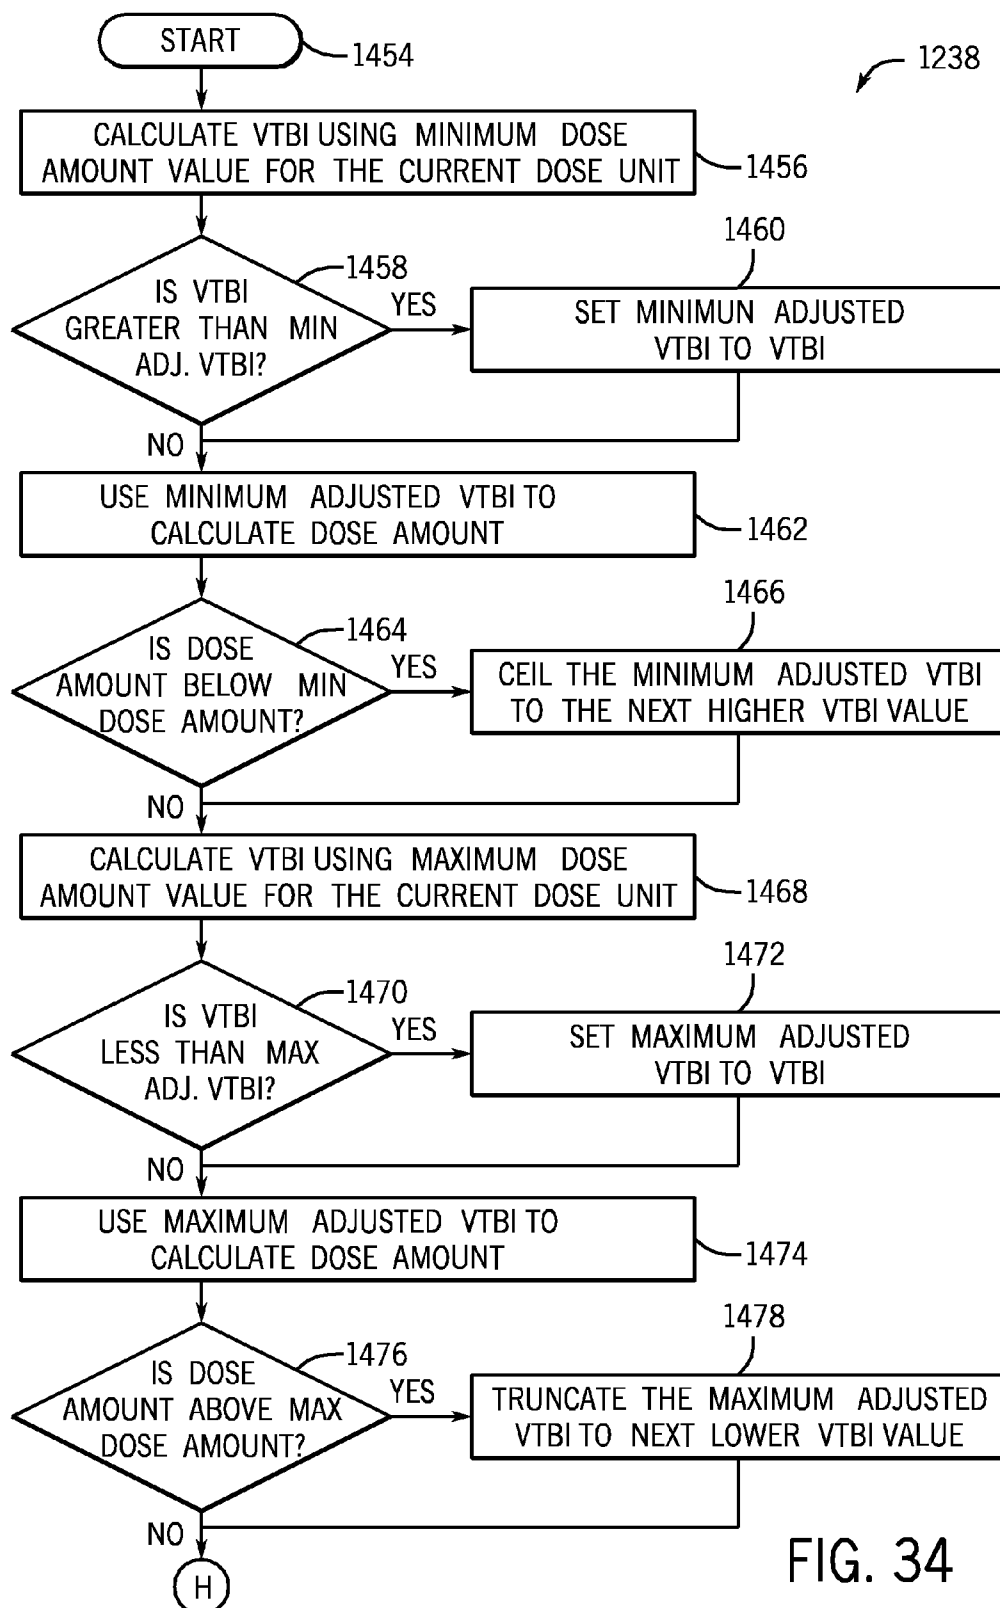 START
1454
1238
CALCULATE VTBI USING MINIMUM DOSE
AMOUNT VALUE FOR THE CURRENT DOSE UNIT
1456
1460
1458
IS VTBI
GREATER THAN MIN
ADJ. VTBI?
YES
SET MINIMUN ADJUSTED
VTBI TO VTBI
NO
USE MINIMUM ADJUSTED VTBI TO
CALCULATE DOSE AMOUNT
1462
1466
1464
IS DOSE
AMOUNT BELOW MIN
DOSE AMOUNT?
YES
CEIL THE MINIMUM ADJUSTED VTBI
TO THE NEXT HIGHER VTBI VALUE
NO
CALCULATE VTBI USING MAXIMUM DOSE
AMOUNT VALUE FOR THE CURRENT DOSE UNIT
1468
1472
1470
IS VTBI
LESS THAN MAX
ADJ. VTBI?
YES
SET MAXIMUM ADJUSTED
VTBI TO VTBI
NO
USE MAXIMUM ADJUSTED VTBI TO
CALCULATE DOSE AMOUNT
1474
1478
1476
IS DOSE
AMOUNT ABOVE MAX
DOSE AMOUNT?
YES
TRUNCATE THE MAXIMUM ADJUSTED
VTBI TO NEXT LOWER VTBI VALUE
NO
H
FIG. 34